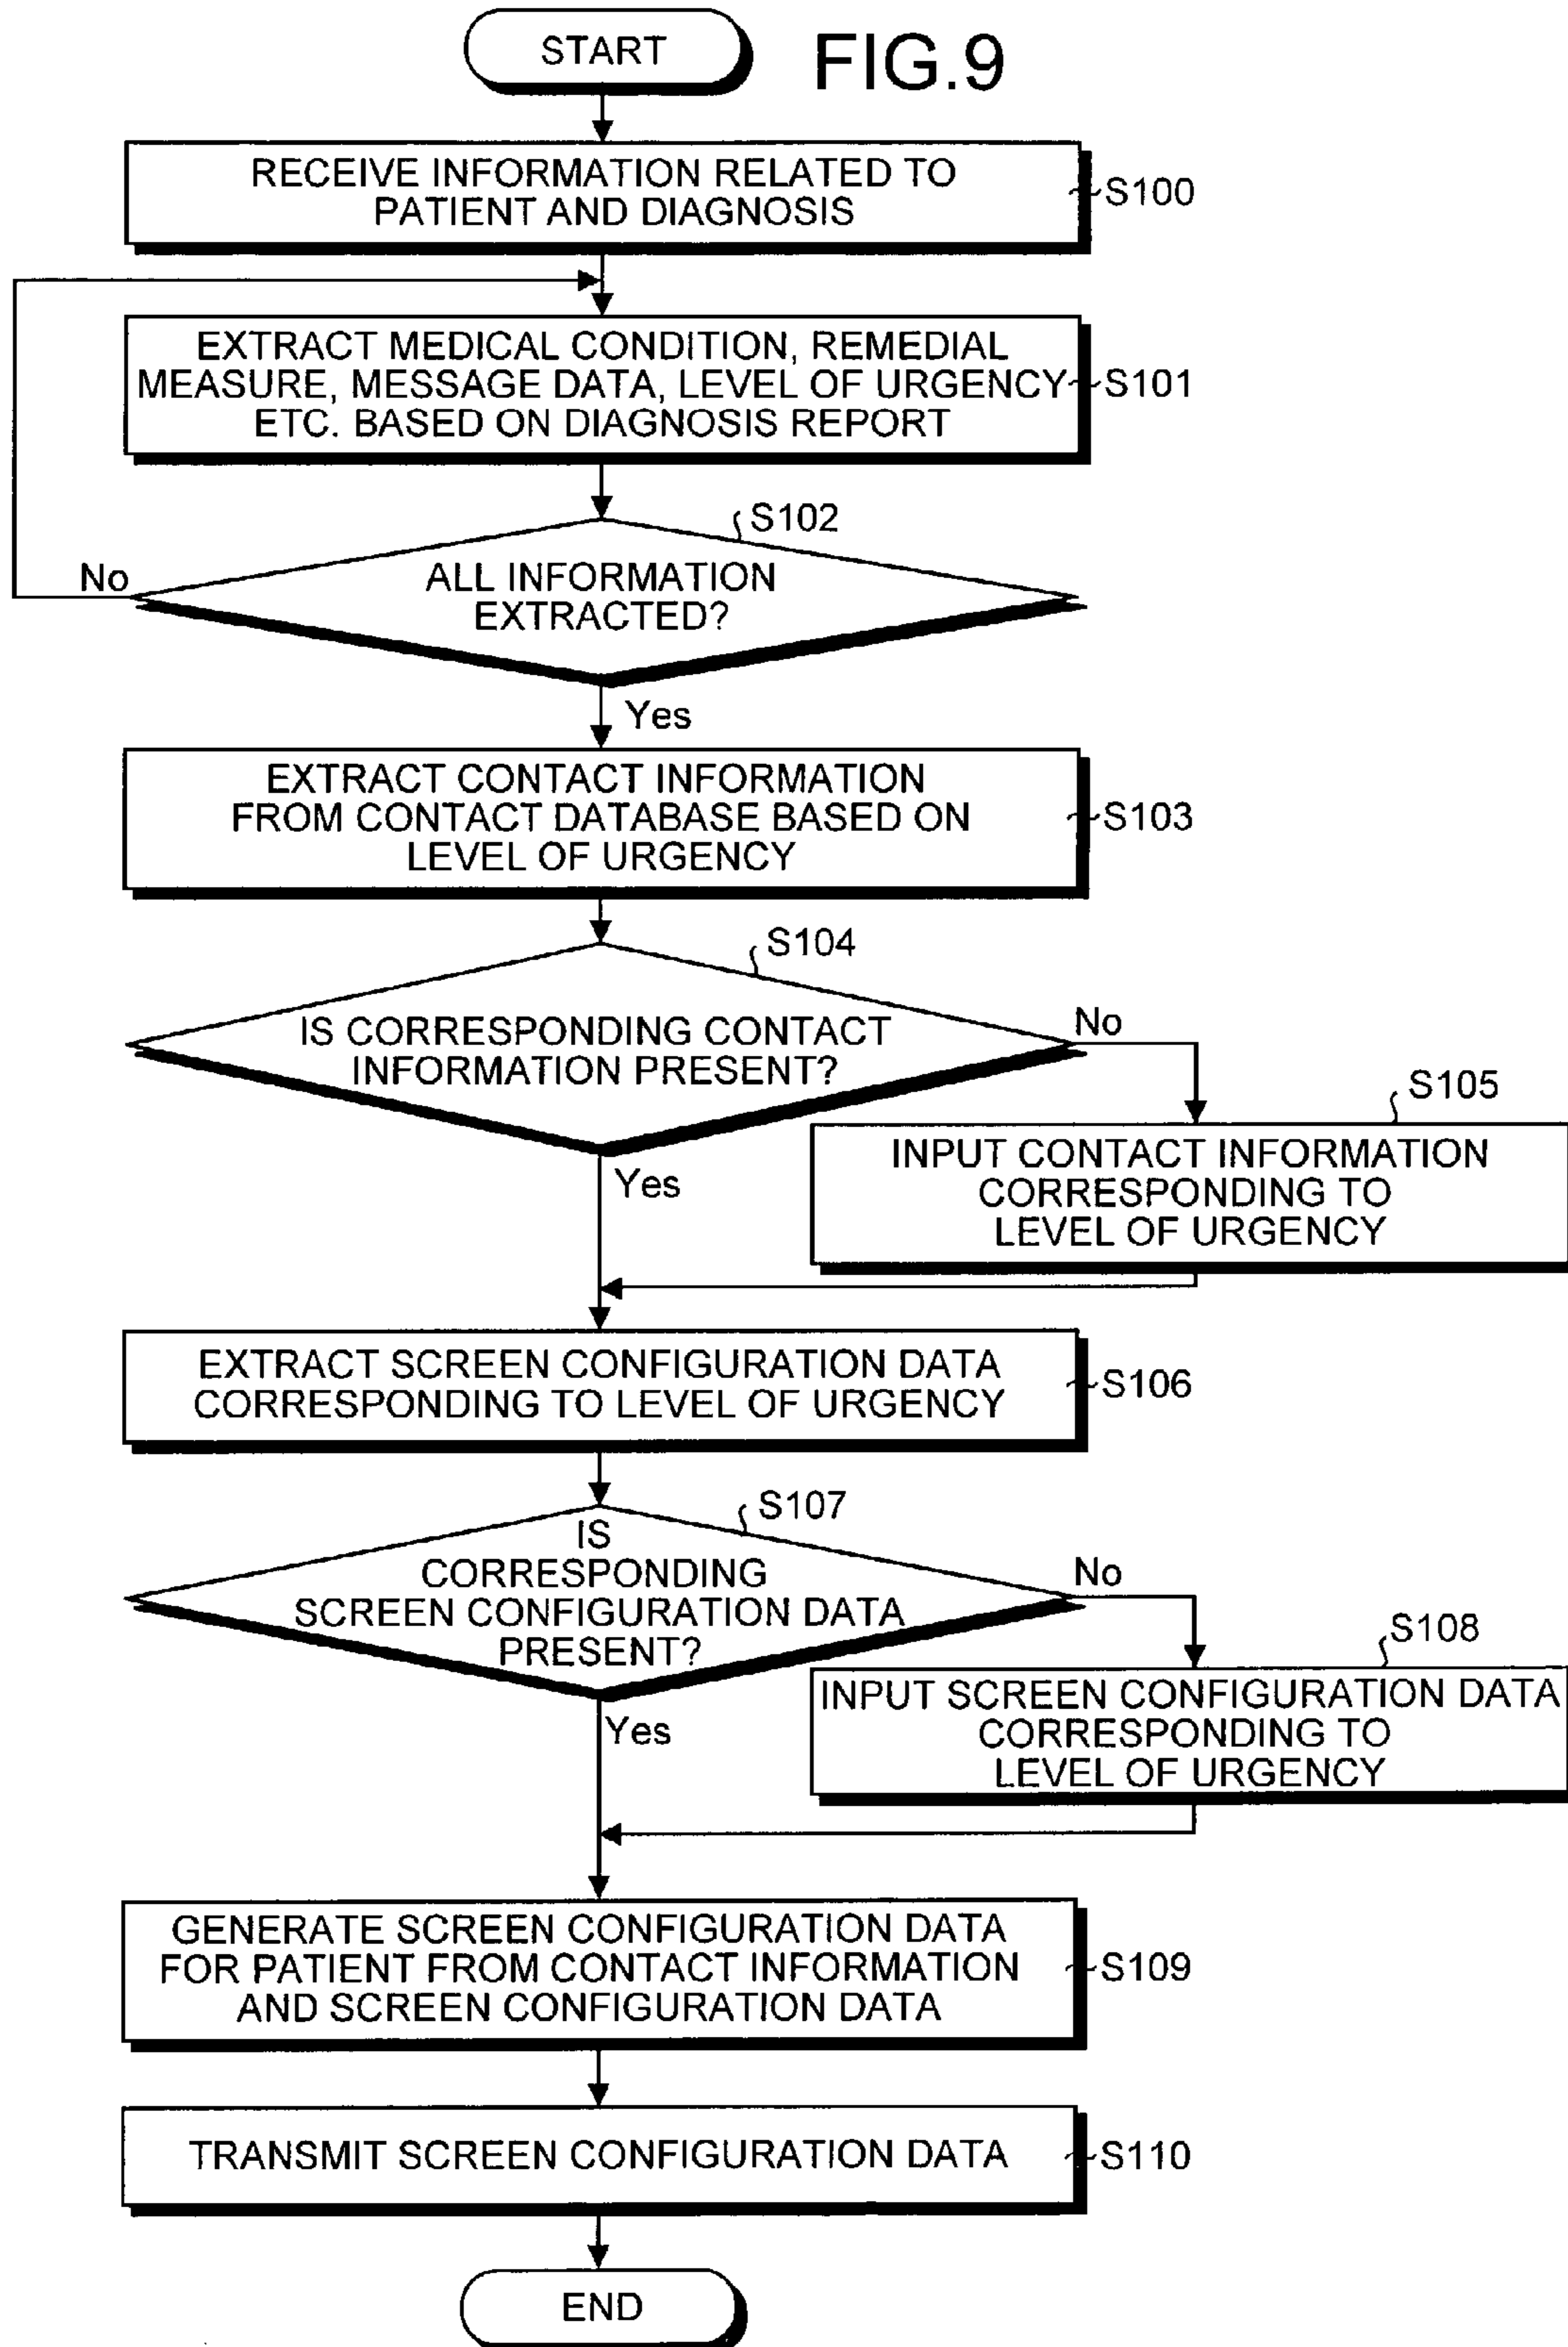 START
FIG.9
RECEIVE INFORMATION RELATED TO
PATIENT AND DIAGNOSIS
S100
EXTRACT MEDICAL CONDITION, REMEDIAL
MEASURE, MESSAGE DATA, LEVEL OF URGENCY
ETC. BASED ON DIAGNOSIS REPORT
S101
S102
No
ALL INFORMATION
EXTRACTED?
Yes
EXTRACT CONTACT INFORMATION
FROM CONTACT DATABASE BASED ON
LEVEL OF URGENCY
S103
S104
IS CORRESPONDING CONTACT
INFORMATION PRESENT?
No
Yes
S105
INPUT CONTACT INFORMATION
CORRESPONDING TO
LEVEL OF URGENCY
EXTRACT SCREEN CONFIGURATION DATA
CORRESPONDING TO LEVEL OF URGENCY
S106
S107
IS
CORRESPONDING
SCREEN CONFIGURATION DATA
PRESENT?
No
Yes
S108
INPUT SCREEN CONFIGURATION DATA
CORRESPONDING TO
LEVEL OF URGENCY
GENERATE SCREEN CONFIGURATION DATA
FOR PATIENT FROM CONTACT INFORMATION
AND SCREEN CONFIGURATION DATA
S109
TRANSMIT SCREEN CONFIGURATION DATA
S110
END